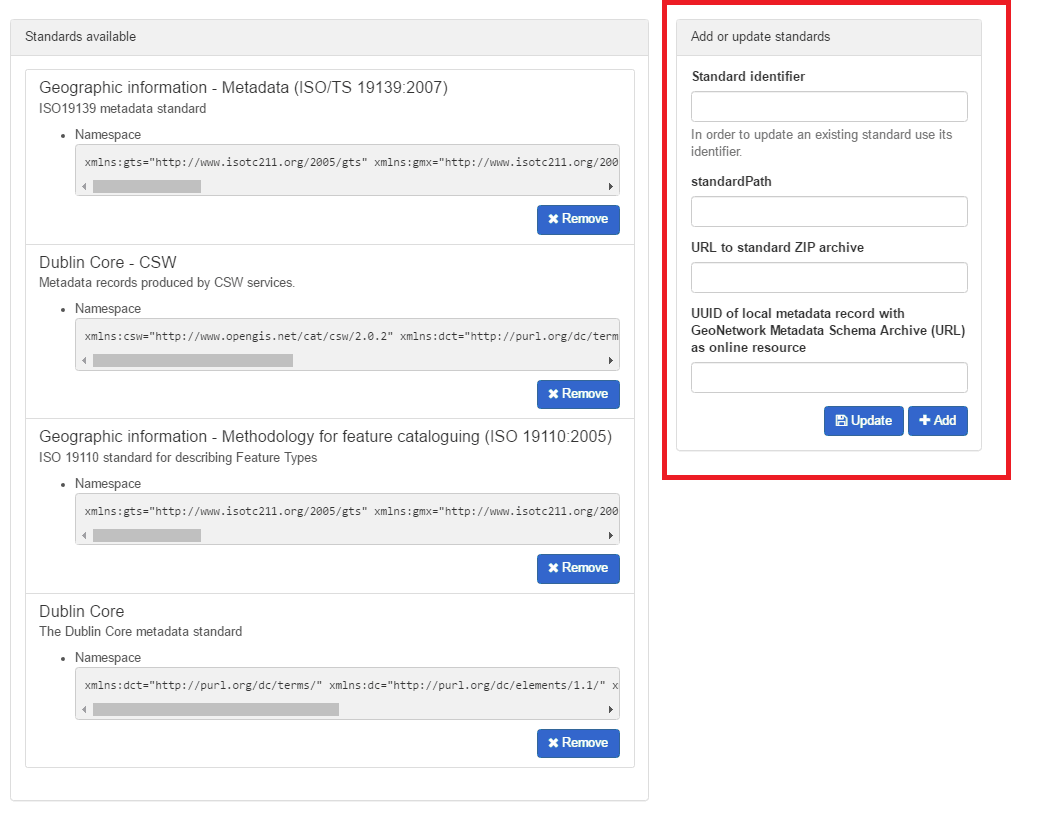 Standards available
Geographic information - Metadata (ISO/TS 19139:2007)
ISO19139 metadata standard
Namespace
xmlns:gts="http://www.isotc211.org/2005/gts" xmlns:gmx="http://www.isotc211.org/200
Remove
Dublin Core - CSW
Metadata records produced by CSW services.
Namespace
xmlns:csw="http://www.opengis.net/cat/csw/2.0.2" xmlns:dct="http://purl.org/dc/term
Remove
Geographic information - Methodology for feature cataloguing (ISO 19110:2005)
ISO 19110 standard for describing Feature Types
Namespace
xmlns:gts="http://www.isotc211.org/2005/gts" xmlns:gmx="http://www.isotc211.org/200
Remove
Dublin Core
The Dublin Core metadata standard
Namespace
xmlns:dct="http://purl.org/dc/terms/" xmlns:dc="http://purl.org/dc/elements/1.1/" x
Remove
Add or update standards
Standard identifier
In order to update an existing standard use its
identifier.
standardPath
URL to standard ZIP archive
UUID of local metadata record with
GeoNetwork Metadata Schema Archive (URL)
as online resource
Update
Add